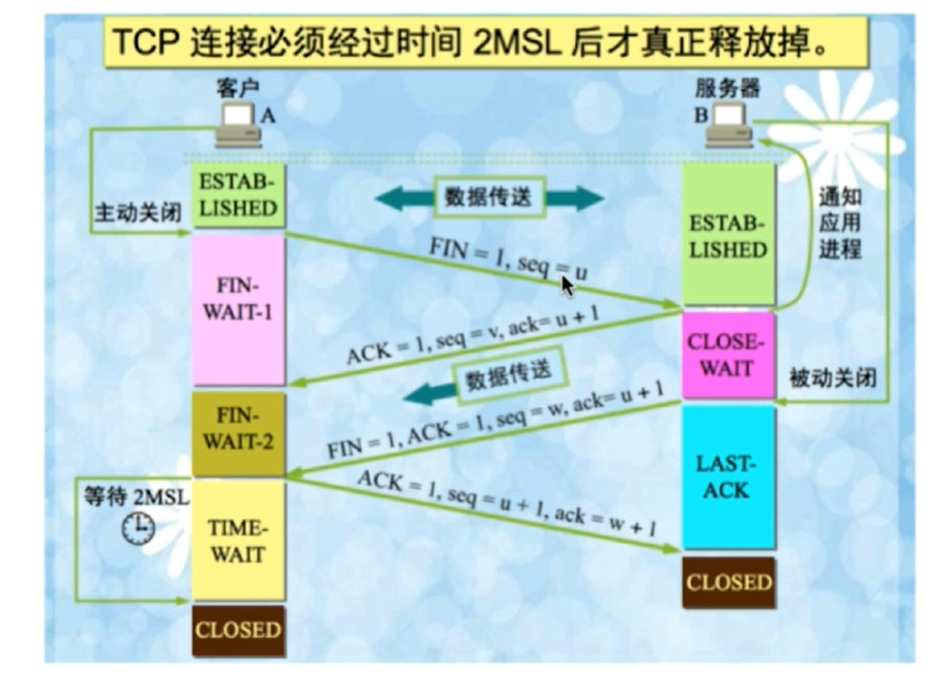 TCP 连接必须经过时间 2MSL 后才真正释放掉。
客户
A
服务器
B
ESTAB-
LISHED
主动关闭
数据传送
ESTAB-
LISHED
通知
应用
进程
FIN = 1, seq = u
FIN-
WAIT-1
ACK = 1, seq = v, ack= u + 1
CLOSE-
WAIT
被动关闭
数据传送
FIN-
WAIT-2
FIN = 1, ACK = 1, seq = w, ack= u + 1
LAST-
ACK
ACK = 1, seq = u + 1, ack = w + 1
等待 2MSL
TIME-
WAIT
CLOSED
CLOSED